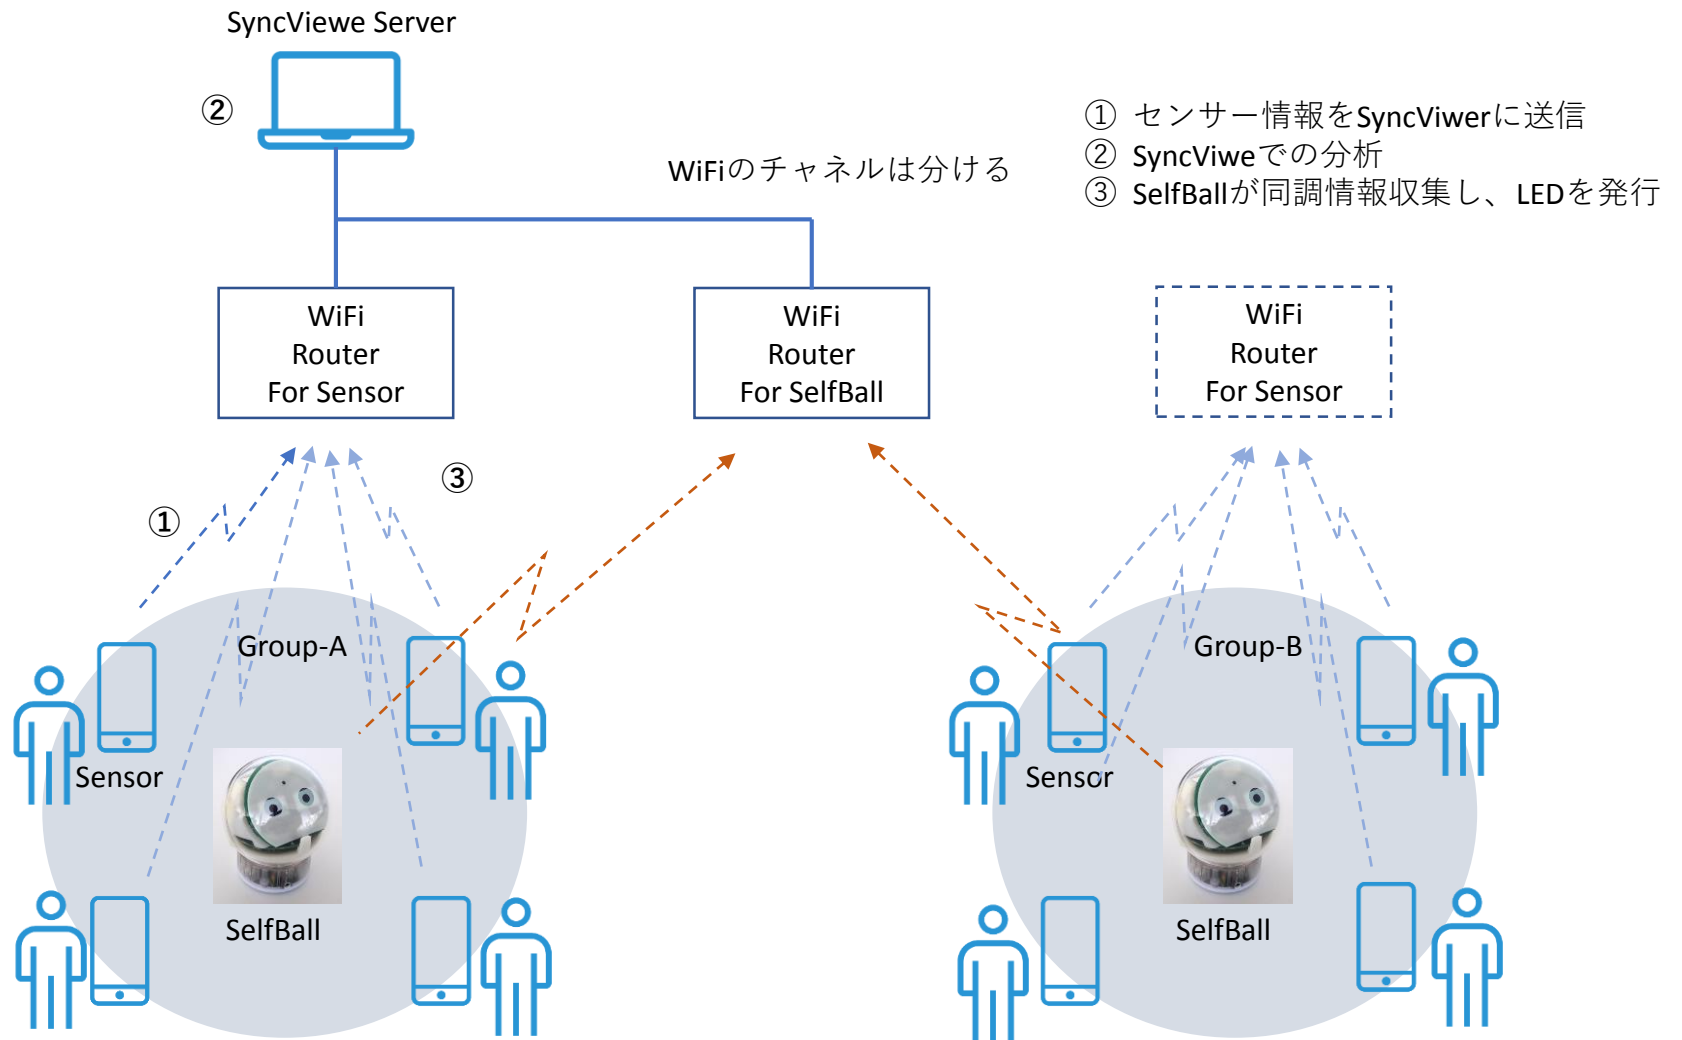 SyncViewe Server
②
① センサー情報をSyncViwerに送信
② SyncViweでの分析
③ SelfBallが同調情報収集し、LEDを発行
WiFiのチャネルは分ける
WiFi
Router
For Sensor
WiFi
Router
For SelfBall
WiFi
Router
For Sensor
③
①
Group-A
Group-B
Sensor
Sensor
SelfBall
SelfBall